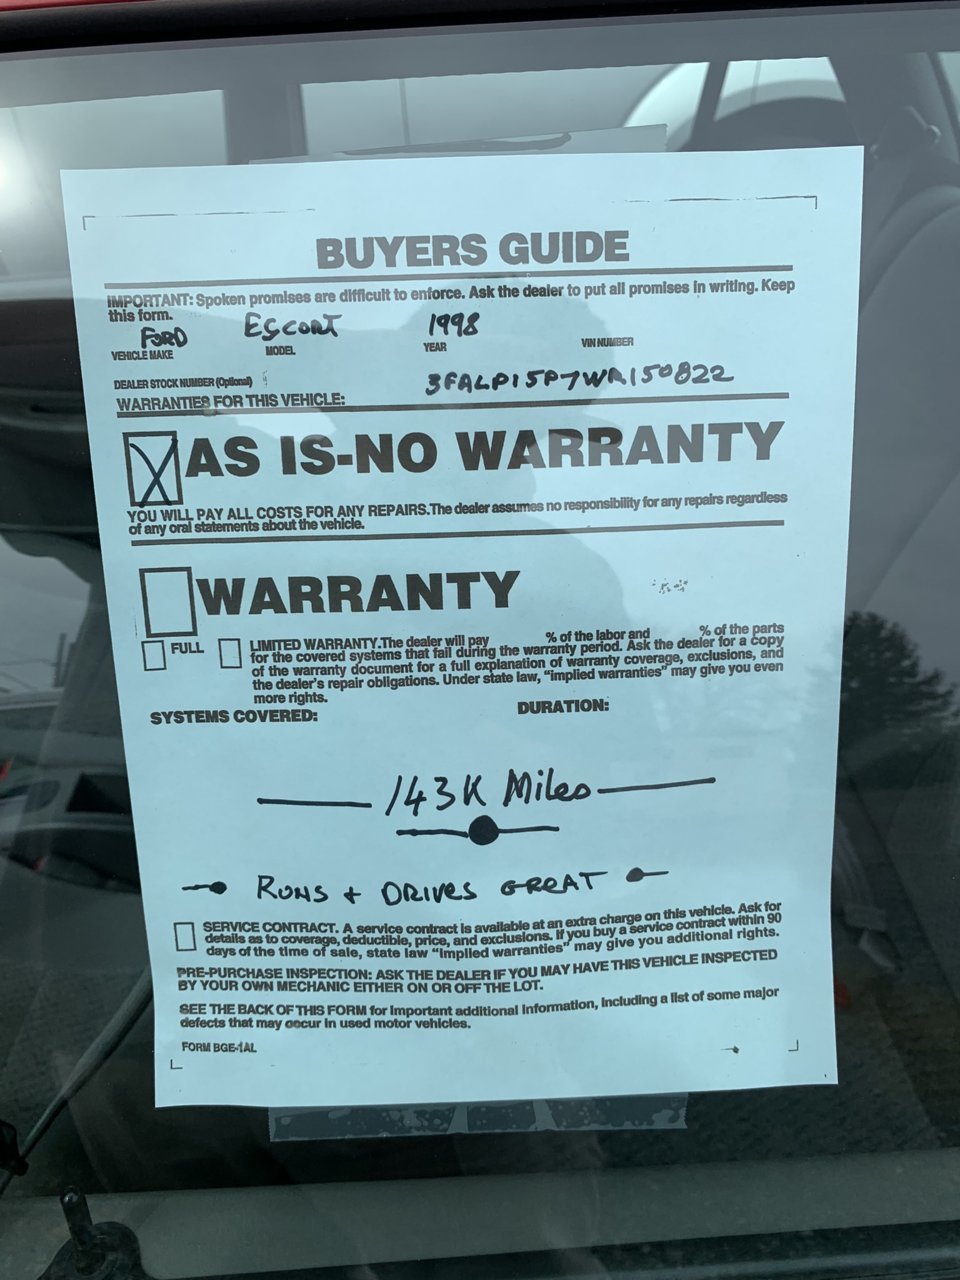 BUYERS GUIDE
IMPORTANT: Spoken promises are difficult to enforce. Ask the dealer to put all promises in writing. Keep
this form.
FORD ESCORT 1998
VEHICLE MAKE MODEL YEAR VIN NUMBER
DEALER STOCK NUMBER (Optional) 3FALP15P7WR150822
WARRANTIES FOR THIS VEHICLE:
X AS IS-NO WARRANTY
YOU WILL PAY ALL COSTS FOR ANY REPAIRS.The dealer assumes no responsibility for any repairs regardless
of any oral statements about the vehicle.
WARRANTY
FULL LIMITED WARRANTY.The dealer will pay % of the labor and % of the parts
for the covered systems that fail during the warranty period. Ask the dealer for a copy
of the warranty document for a full explanation of warranty coverage, exclusions, and
the dealer's repair obligations. Under state law, "implied warranties" may give you even
more rights.
SYSTEMS COVERED: DURATION:
143K Miles
RUNS + DRIVES GREAT
SERVICE CONTRACT. A service contract is available at an extra charge on this vehicle. Ask for
details as to coverage, deductible, price, and exclusions. If you buy a service contract within 90
days of the time of sale, state law "implied warranties" may give you additional rights.
PRE-PURCHASE INSPECTION: ASK THE DEALER IF YOU MAY HAVE THIS VEHICLE INSPECTED
BY YOUR OWN MECHANIC EITHER ON OR OFF THE LOT.
SEE THE BACK OF THIS FORM for important additional information, including a list of some major
defects that may occur in used motor vehicles.
FORM BGE-1AL